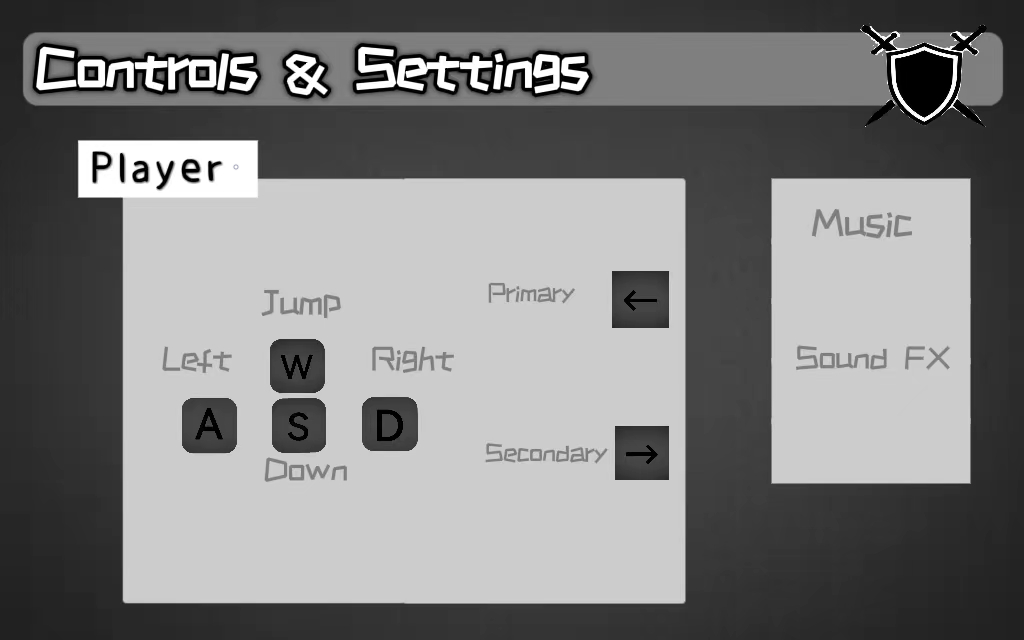 Controls & Settings
Player
Music
Jump
Primary
←
Left
W
Right
Sound FX
A
S
D
Down
Secondary
→